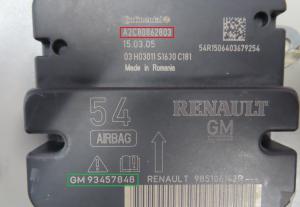 Continental
A2C80862803
15.03.05
03 H03011 S1630 C181
Made in Romania
54R1506403679254
54
AIRBAG
RENAULT
GM
GM 93457848
RENAULT